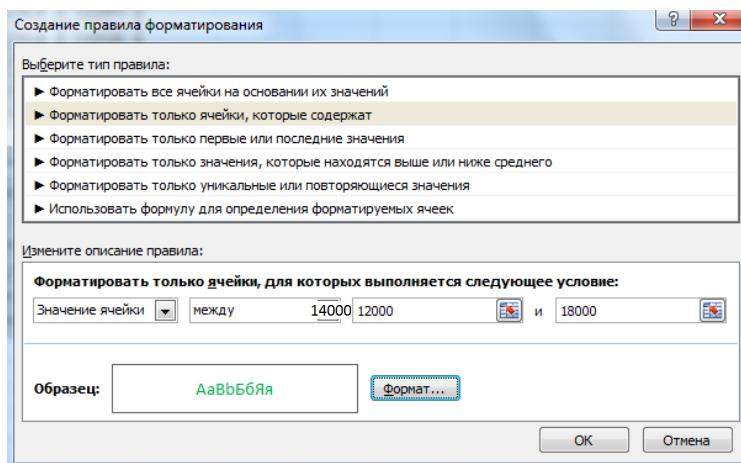 Создание правила форматирования
Выберите тип правила:
► Форматировать все ячейки на основании их значений
► Форматировать только ячейки, которые содержат
► Форматировать только первые или последние значения
► Форматировать только значения, которые находятся выше или ниже среднего
► Форматировать только уникальные или повторяющиеся значения
► Использовать формулу для определения форматируемых ячеек
Измените описание правила:
Форматировать только ячейки, для которых выполняется следующее условие:
Значение ячейки между 14000 12000 и 18000
Образец: АаВbБбЯя Формат...
ОК Отмена